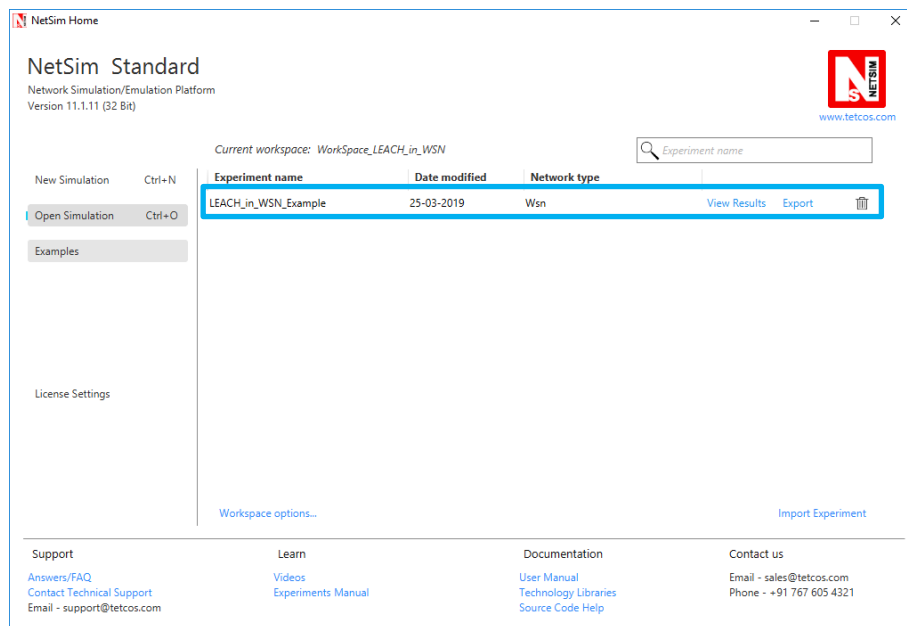 NetSim Home
NetSim Standard
Network Simulation/Emulation Platform
Version 11.1.11 (32 Bit)
NS NETSIM
www.tetcos.com
Current workspace: WorkSpace_LEACH_in_WSN
Experiment name
New Simulation Ctrl+N
Open Simulation Ctrl+O
Examples
License Settings
Experiment name Date modified Network type
LEACH_in_WSN_Example 25-03-2019 Wsn View Results Export
Workspace options... Import Experiment
Support
Answers/FAQ
Contact Technical Support
Email - support@tetcos.com
Learn
Videos
Experiments Manual
Documentation
User Manual
Technology Libraries
Source Code Help
Contact us
Email - sales@tetcos.com
Phone - +91 767 605 4321